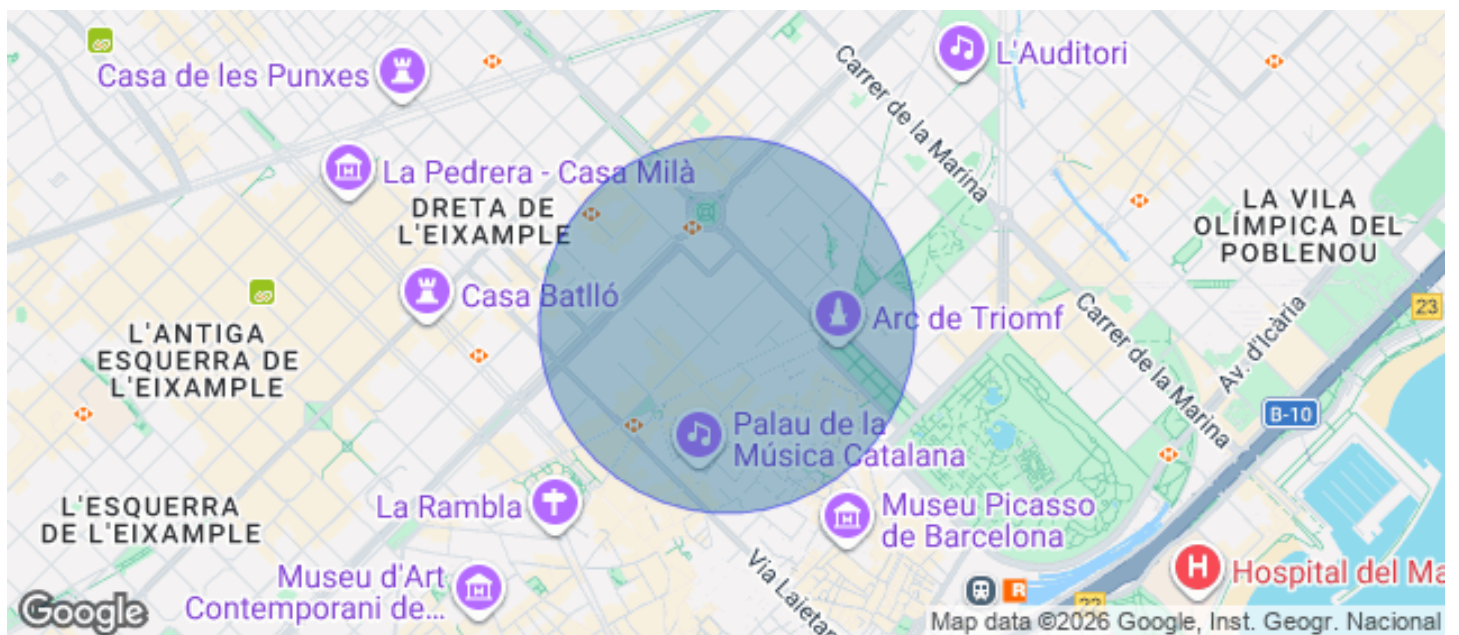 L'Auditori
Casa de les Punxes
Carrer de la Marina
La Pedrera - Casa Milà
DRETA DE
L'EIXAMPLE
LA VILA
OLÍMPICA DEL
POBLENOU
Casa Batlló
Arc de Triomf
23
L'ANTIGA
ESQUERRA DE
L'EIXAMPLE
Carrer de la Marina
Av. d'Icària
B-10
Palau de la
Música Catalana
L'ESQUERRA
DE L'EIXAMPLE
La Rambla
Museu Picasso
de Barcelona
Museu d'Art
Contemporani de...
Via Laietan
H
Hospital del Ma
R
Google
Map data ©2026 Google, Inst. Geogr. Nacional